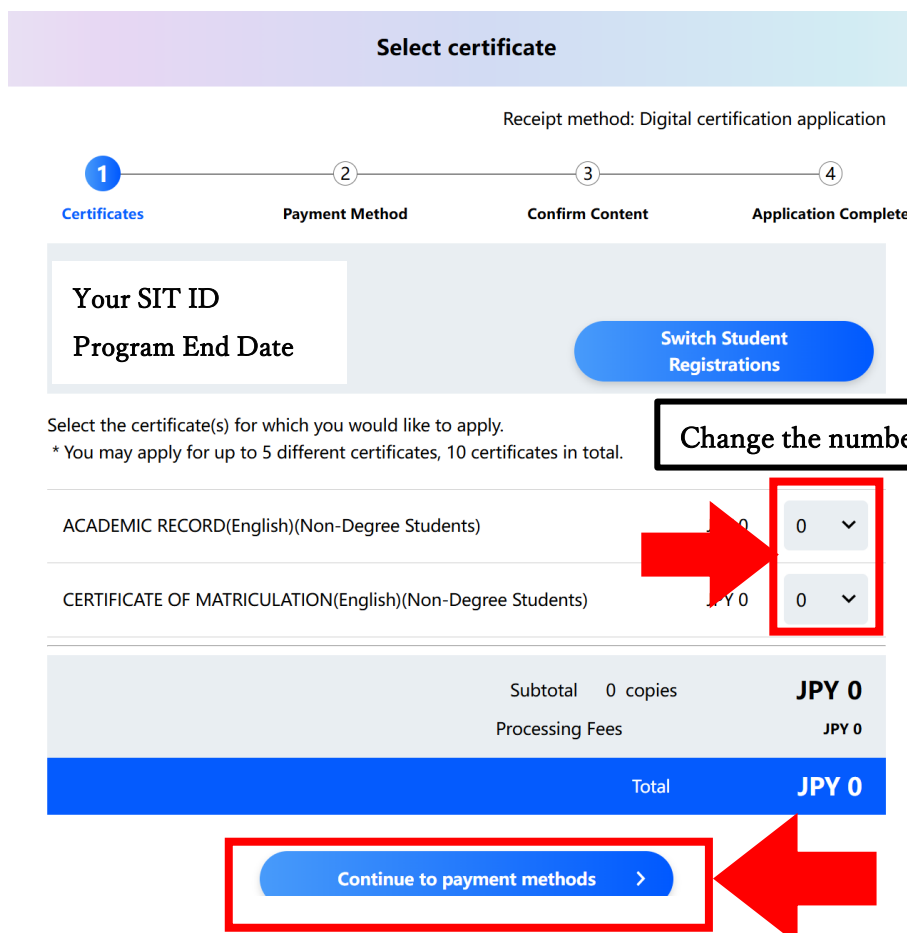 Select certificate
Receipt method: Digital certification application
1
2
3
4
Certificates
Payment Method
Confirm Content
Application Complete
Your SIT ID
Program End Date
Switch Student
Registrations
Select the certificate(s) for which you would like to apply.
* You may apply for up to 5 different certificates, 10 certificates in total.
Change the numbe
ACADEMIC RECORD(English)(Non-Degree Students) 0 0
CERTIFICATE OF MATRICULATION(English)(Non-Degree Students) JPY 0 0
Subtotal 0 copies JPY 0
Processing Fees JPY 0
Total JPY 0
Continue to payment methods